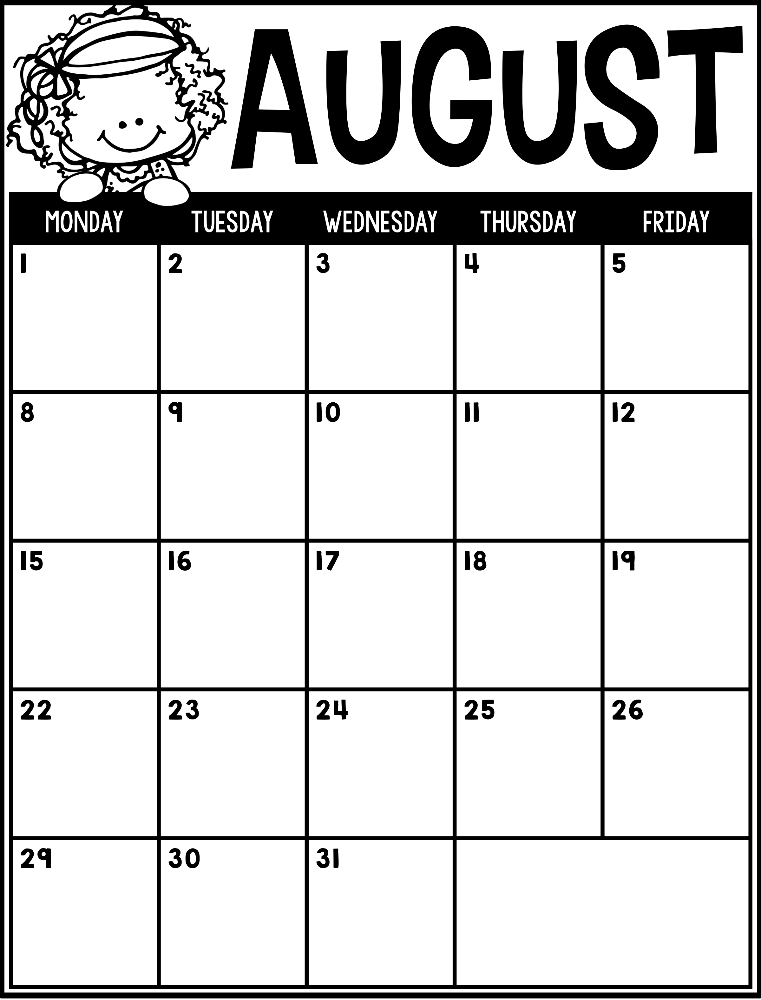 AUGUST
MONDAY TUESDAY WEDNESDAY THURSDAY FRIDAY
1 2 3 4 5
8 9 10 11 12
15 16 17 18 19
22 23 24 25 26
29 30 31